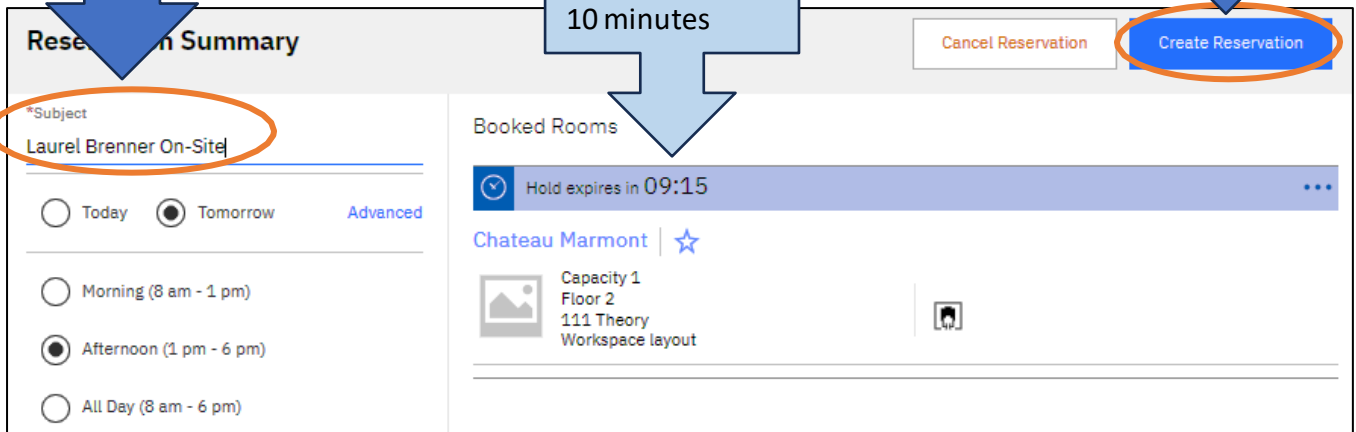 10 minutes
Reservation Summary
Cancel Reservation
Create Reservation
*Subject
Laurel Brenner On-Site
Today
Tomorrow
Advanced
Morning (8 am - 1 pm)
Afternoon (1 pm - 6 pm)
All Day (8 am - 6 pm)
Booked Rooms
Hold expires in 09:15
Chateau Marmont
Capacity 1
Floor 2
111 Theory
Workspace layout